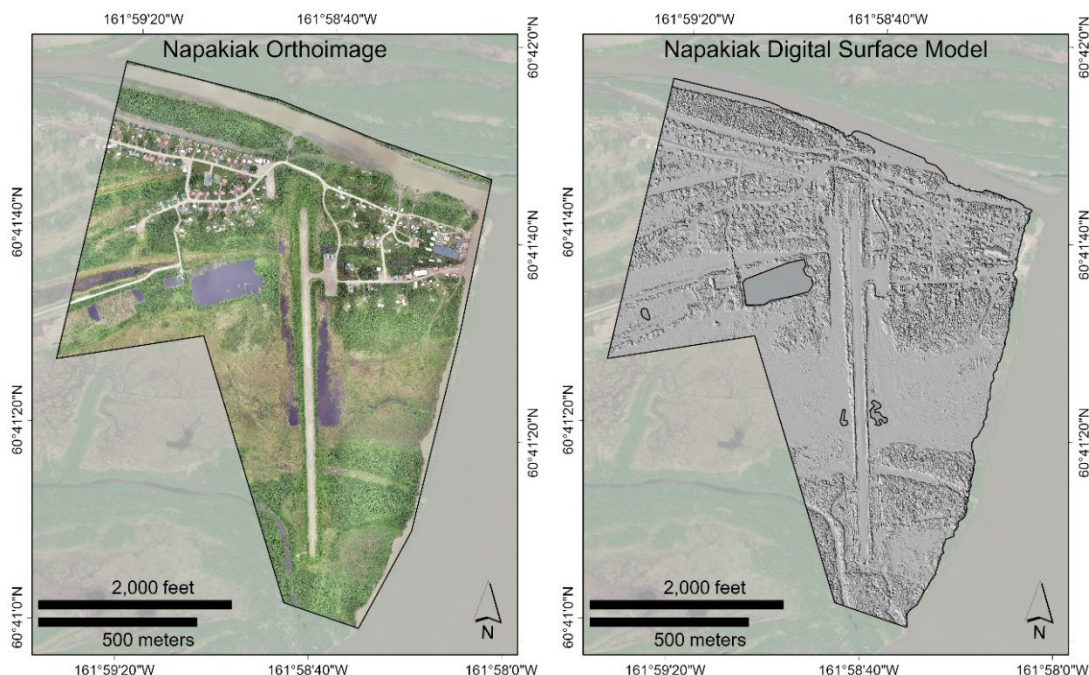 161°59'20"W
161°58'40"W
161°59'20"W
161°58'40"W
Napakiak Orthoimage
Napakiak Digital Surface Model
60°42'0"N
60°42'0"N
60°41'40"N
60°41'40"N
60°41'40"N
60°41'40"N
60°41'20"N
60°41'20"N
60°41'20"N
60°41'20"N
2,000 feet
500 meters
N
2,000 feet
500 meters
N
60°41'0"N
60°41'0"N
60°41'0"N
161°59'20"W
161°58'40"W
161°58'0"W
161°59'20"W
161°58'40"W
161°58'0"W